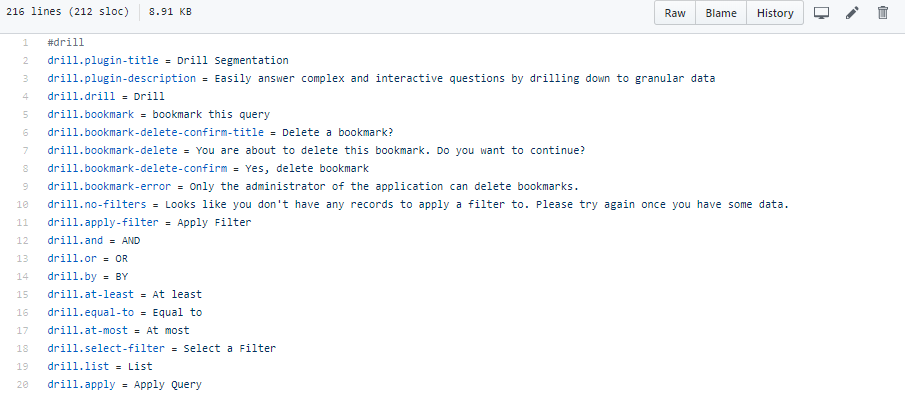 216 lines (212 sloc) 8.91 KB Raw Blame History
1 #drill
2 drill.plugin-title = Drill Segmentation
3 drill.plugin-description = Easily answer complex and interactive questions by drilling down to granular data
4 drill.drill = Drill
5 drill.bookmark = bookmark this query
6 drill.bookmark-delete-confirm-title = Delete a bookmark?
7 drill.bookmark-delete = You are about to delete this bookmark. Do you want to continue?
8 drill.bookmark-delete-confirm = Yes, delete bookmark
9 drill.bookmark-error = Only the administrator of the application can delete bookmarks.
10 drill.no-filters = Looks like you don't have any records to apply a filter to. Please try again once you have some data.
11 drill.apply-filter = Apply Filter
12 drill.and = AND
13 drill.or = OR
14 drill.by = BY
15 drill.at-least = At least
16 drill.equal-to = Equal to
17 drill.at-most = At most
18 drill.select-filter = Select a Filter
19 drill.list = List
20 drill.apply = Apply Query